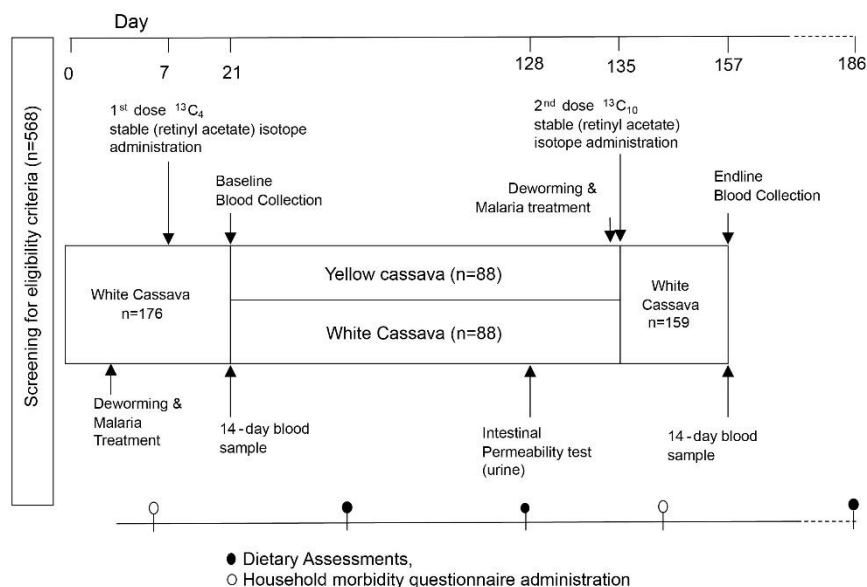 Day
0 7 21 128 135 157 186
Screening for eligibility criteria (n=568)
1st dose 13C4
stable (retinyl acetate) isotope
administration
Baseline
Blood Collection
2nd dose 13C10
stable (retinyl acetate)
isotope administration
Deworming &
Malaria treatment
Endline
Blood Collection
White Cassava
n=176
Yellow cassava (n=88)
White Cassava (n=88)
White
Cassava
n=159
Deworming &
Malaria
Treatment
14-day blood
sample
Intestinal
Permeability test
(urine)
14-day blood
sample
Dietary Assessments,
Household morbidity questionnaire administration